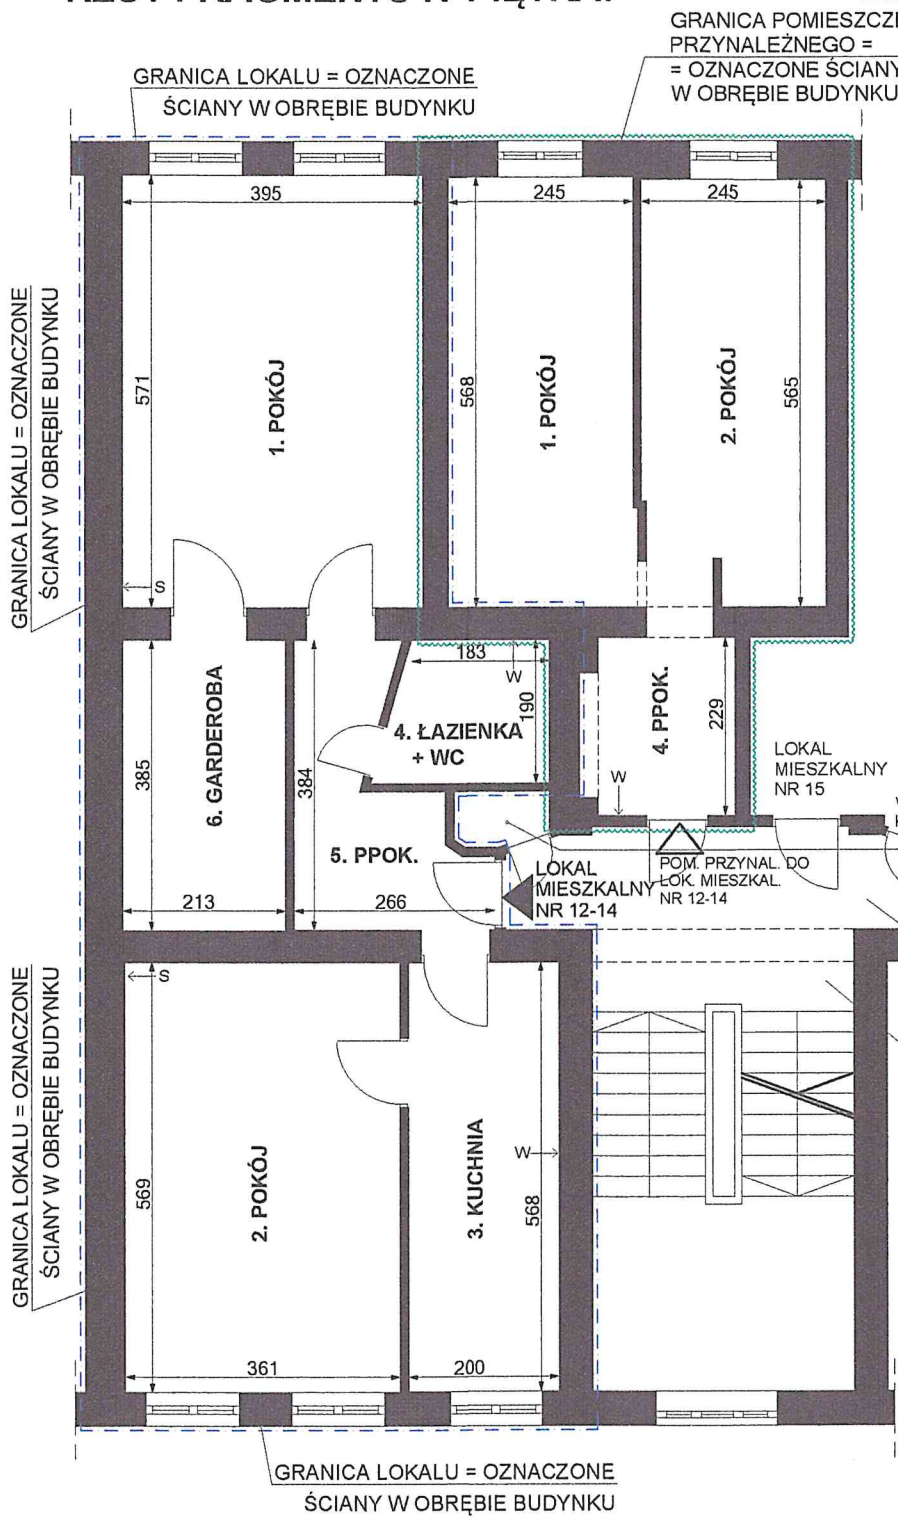 GRANICA POMIESZCZE
PRZYNALEŻNEGO =
= OZNACZONE ŚCIANY
W OBRĘBIE BUDYNKU
GRANICA LOKALU = OZNACZONE
ŚCIANY W OBRĘBIE BUDYNKU
395
245
245
GRANICA LOKALU = OZNACZONE
ŚCIANY W OBRĘBIE BUDYNKU
571
1. POKÓJ
568
1. POKÓJ
2. POKÓJ
565
S
183
W
190
4. ŁAZIENKA
+ WC
385
6. GARDEROBA
384
5. PPOK.
213
266
4. PPOK.
229
W
LOKAL
MIESZKALNY
NR 15
LOKAL
MIESZKALNY
NR 12-14
POM. PRZYNAL. DO
LOK. MIESZKAL.
NR 12-14
GRANICA LOKALU = OZNACZONE
ŚCIANY W OBRĘBIE BUDYNKU
S
569
2. POKÓJ
3. KUCHNIA
W
568
361
200
GRANICA LOKALU = OZNACZONE
ŚCIANY W OBRĘBIE BUDYNKU